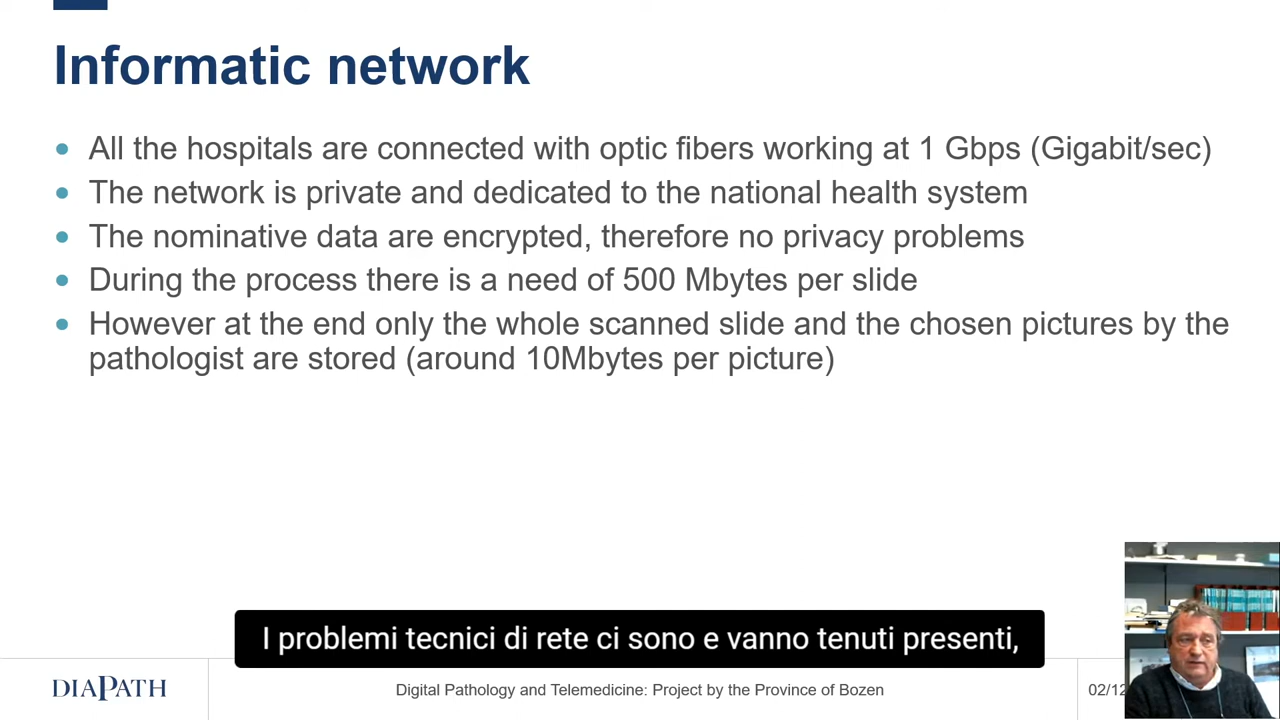 Informatic network
• All the hospitals are connected with optic fibers working at 1 Gbps (Gigabit/sec)
• The network is private and dedicated to the national health system
• The nominative data are encrypted, therefore no privacy problems
• During the process there is a need of 500 Mbytes per slide
• However at the end only the whole scanned slide and the chosen pictures by the
pathologist are stored (around 10Mbytes per picture)
I problemi tecnici di rete ci sono e vanno tenuti presenti,
DIAPATH
Digital Pathology and Telemedicine: Project by the Province of Bozen
02/12